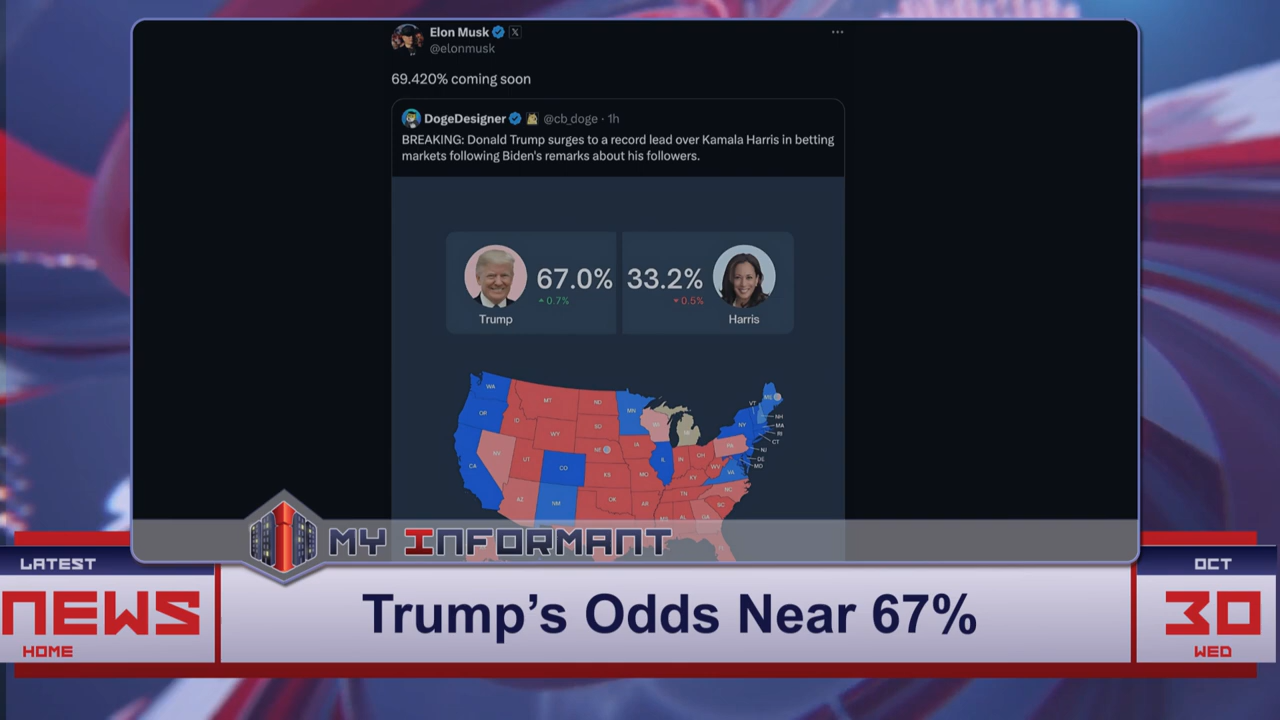 Elon Musk
@elonmusk
69.420% coming soon
DogeDesigner @cb_doge · 1h
BREAKING: Donald Trump surges to a record lead over Kamala Harris in betting
markets following Biden's remarks about his followers.
67.0%
0.7%
Trump
33.2%
0.5%
Harris
WA
OR
CA
NV
ID
MT
WY
UT
AZ
CO
NM
ND
SD
NE
KS
OK
MN
IA
MO
AR
IL
IN
OH
KY
TN
WV
VA
NC
SC
GA
AL
MS
PA
NY
VT
ME
NH
MA
RI
CT
NJ
DE
MD
MY INFORMANT
LATEST
NEWS
HOME
Trump's Odds Near 67%
OCT
30
WED